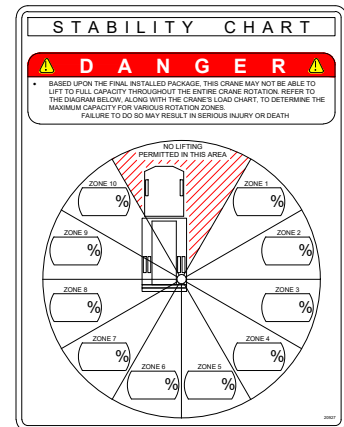 STABILITY CHART
DANGER
• BASED UPON THE FINAL INSTALLED PACKAGE, THIS CRANE MAY NOT BE ABLE TO
LIFT TO FULL CAPACITY THROUGHOUT THE ENTIRE CRANE ROTATION. REFER TO
THE DIAGRAM BELOW, ALONG WITH THE CRANE'S LOAD CHART, TO DETERMINE THE
MAXIMUM CAPACITY FOR VARIOUS ROTATION ZONES.
FAILURE TO DO SO MAY RESULT IN SERIOUS INJURY OR DEATH
NO LIFTING
PERMITTED IN THIS AREA
ZONE 10
%
ZONE 1
%
ZONE 9
%
ZONE 2
%
ZONE 8
%
ZONE 3
%
ZONE 7
%
ZONE 4
%
ZONE 6
%
ZONE 5
%